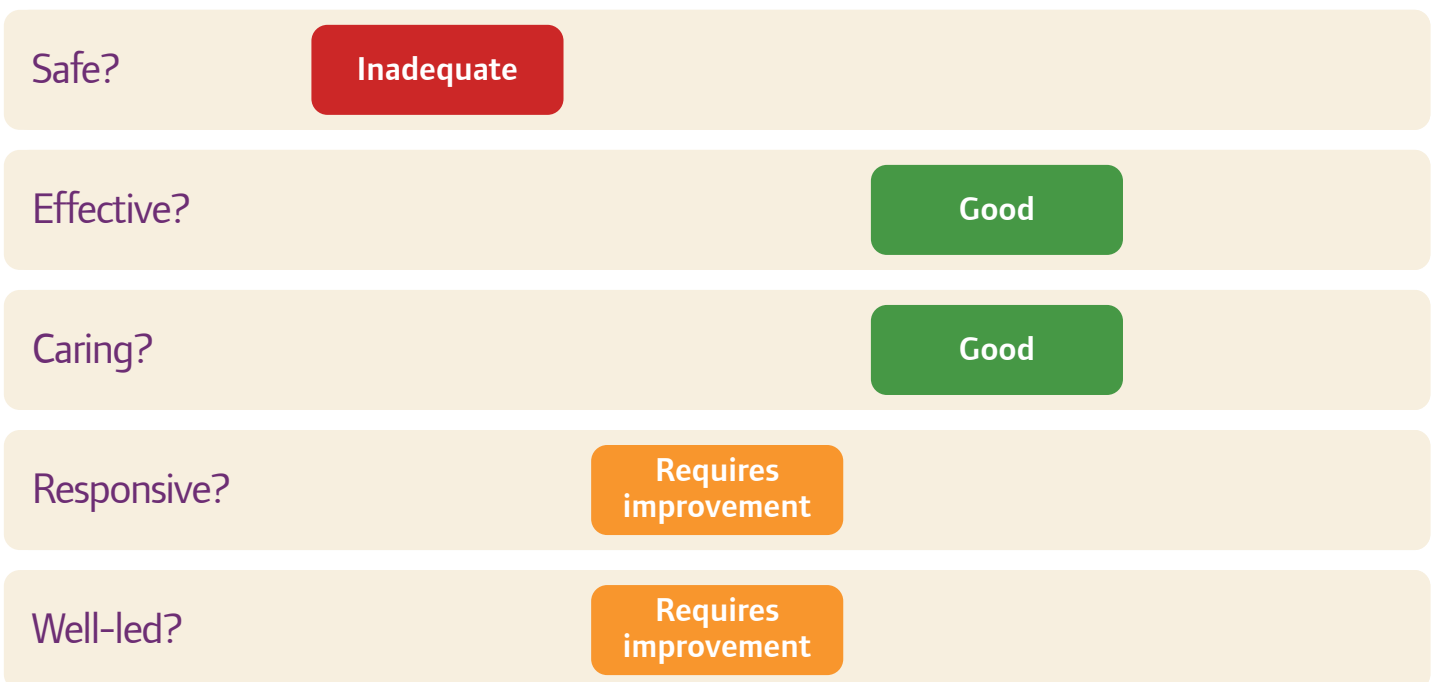 Safe?
Inadequate
Effective?
Good
Caring?
Good
Responsive?
Requires
improvement
Well-led?
Requires
improvement